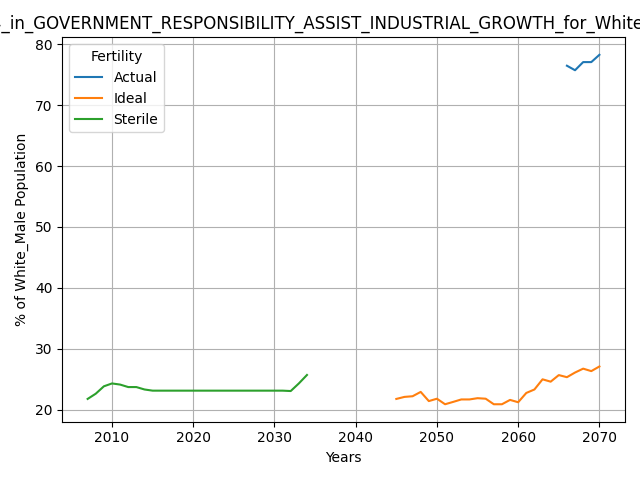 _in_GOVERNMENT_RESPONSIBILITY_ASSIST_INDUSTRIAL_GROWTH_for_White
Fertility
Actual
Ideal
Sterile
80
70
60
50
40
30
20
% of White_Male Population
2010 2020 2030 2040 2050 2060 2070
Years